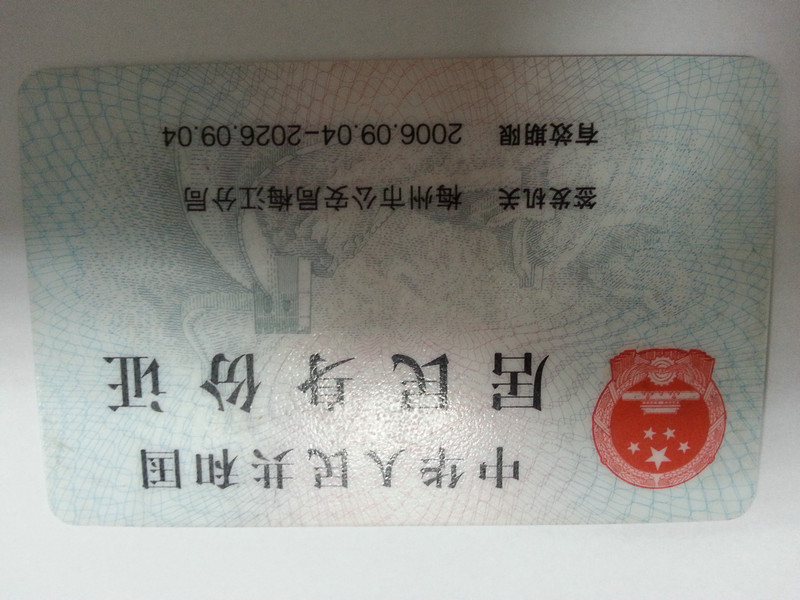 中华人民共和国
居民身份证
签发机关 梅州市公安局梅江分局
有效期限 2006.09.04-2026.09.04